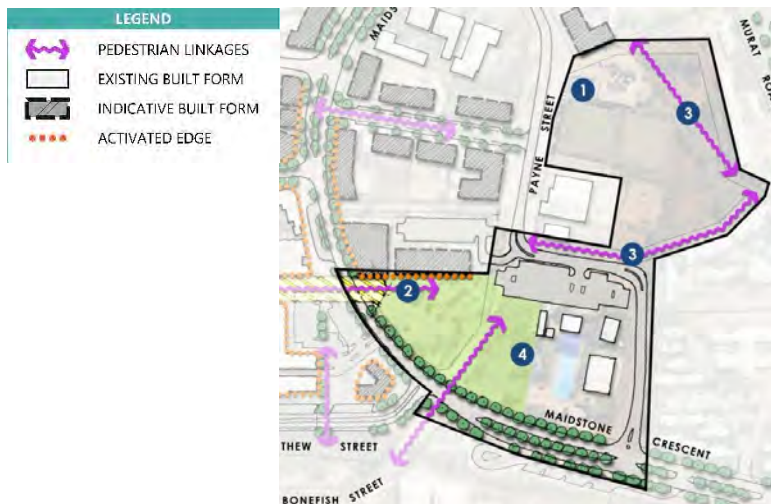 LEGEND
PEDESTRIAN LINKAGES
EXISTING BUILT FORM
INDICATIVE BUILT FORM
ACTIVATED EDGE
MAIDS
MURAT
ROA
PAYNE STREET
1
3
3
2
4
MAIDSTONE
CRESCENT
THEW STREET
BONEFISH STREET